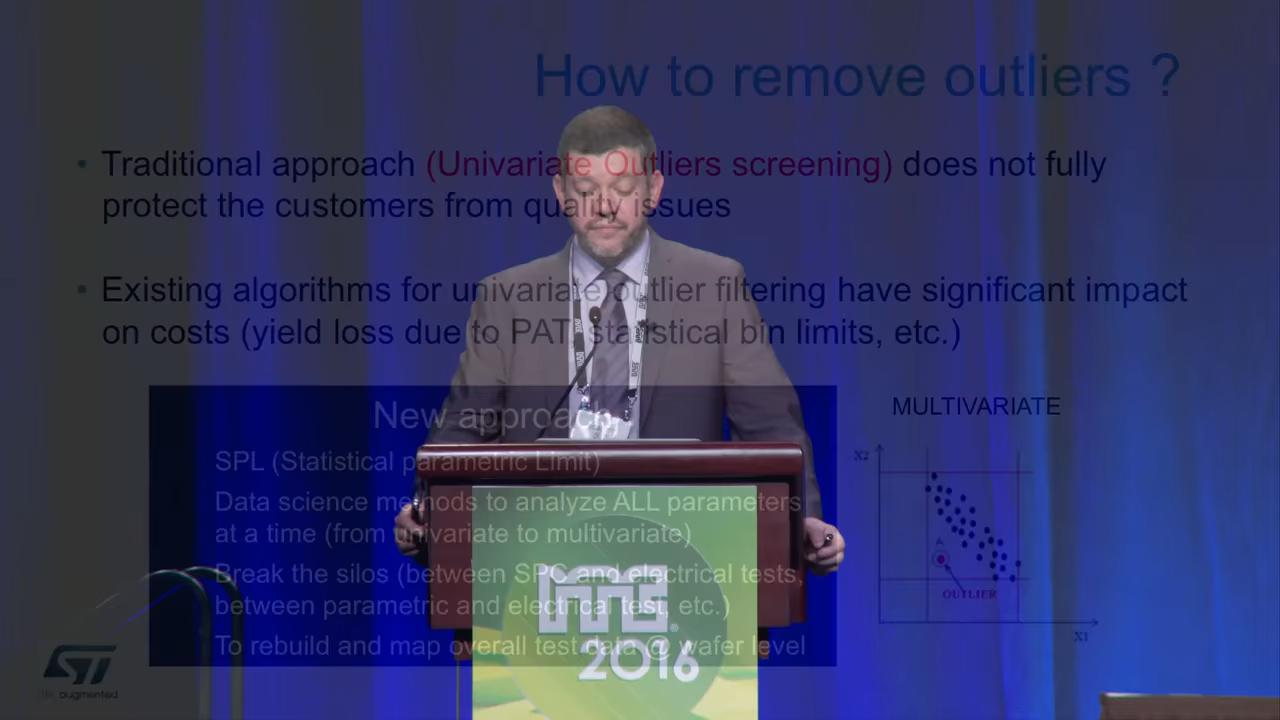 How to remove outliers ?
• Traditional approach (Univariate Outliers screening) does not fully
protect the customers from quality issues
• Existing algorithms for univariate outlier filtering have significant impact
on costs (yield loss due to PAT, statistical bin limits, etc.)
New approach
SPL (Statistical parametric Limit)
Data science methods to analyze ALL parameters
at a time (from univariate to multivariate)
Break the silos (between SPC and electrical tests,
between parametric and electrical test, etc.)
To rebuild and map overall test data @ wafer level
MULTIVARIATE
X2
A
OUTLIER
X1
2016
ST
life.augmented